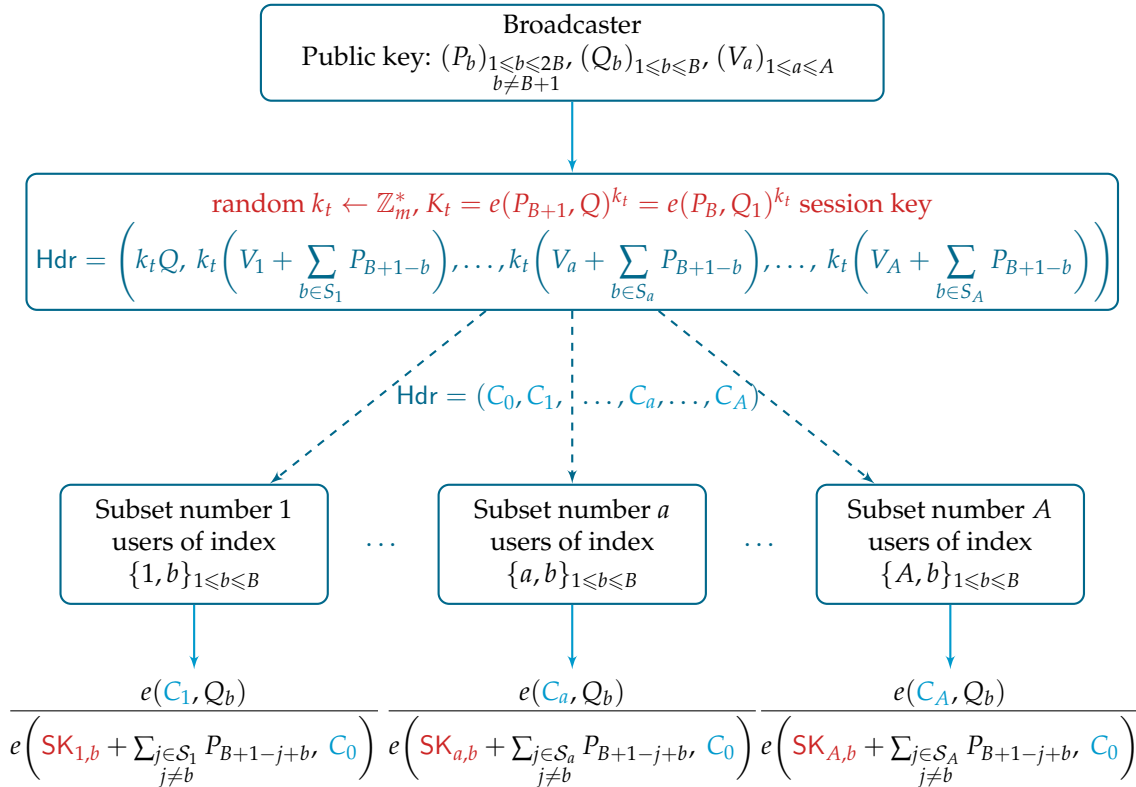 Broadcaster
Public key: (P_b)_{1⩽b⩽2B, b≠B+1}, (Q_b)_{1⩽b⩽B}, (V_a)_{1⩽a⩽A}
random k_t ← ℤ*_m, K_t = e(P_{B+1}, Q)^{k_t} = e(P_B, Q_1)^{k_t} session key
Hdr = (k_tQ, k_t(V_1 + ∑_{b∈S_1} P_{B+1−b}), ..., k_t(V_a + ∑_{b∈S_a} P_{B+1−b}), ..., k_t(V_A + ∑_{b∈S_A} P_{B+1−b}))
Hdr = (C_0, C_1, ..., C_a, ..., C_A)
Subset number 1
users of index
{1, b}_{1⩽b⩽B}
...
Subset number a
users of index
{a, b}_{1⩽b⩽B}
...
Subset number A
users of index
{A, b}_{1⩽b⩽B}
e(C_1, Q_b)
e(SK_{1,b} + ∑_{j∈𝒮_1, j≠b} P_{B+1−j+b}, C_0)
e(C_a, Q_b)
e(SK_{a,b} + ∑_{j∈𝒮_a, j≠b} P_{B+1−j+b}, C_0)
e(C_A, Q_b)
e(SK_{A,b} + ∑_{j∈𝒮_A, j≠b} P_{B+1−j+b}, C_0)